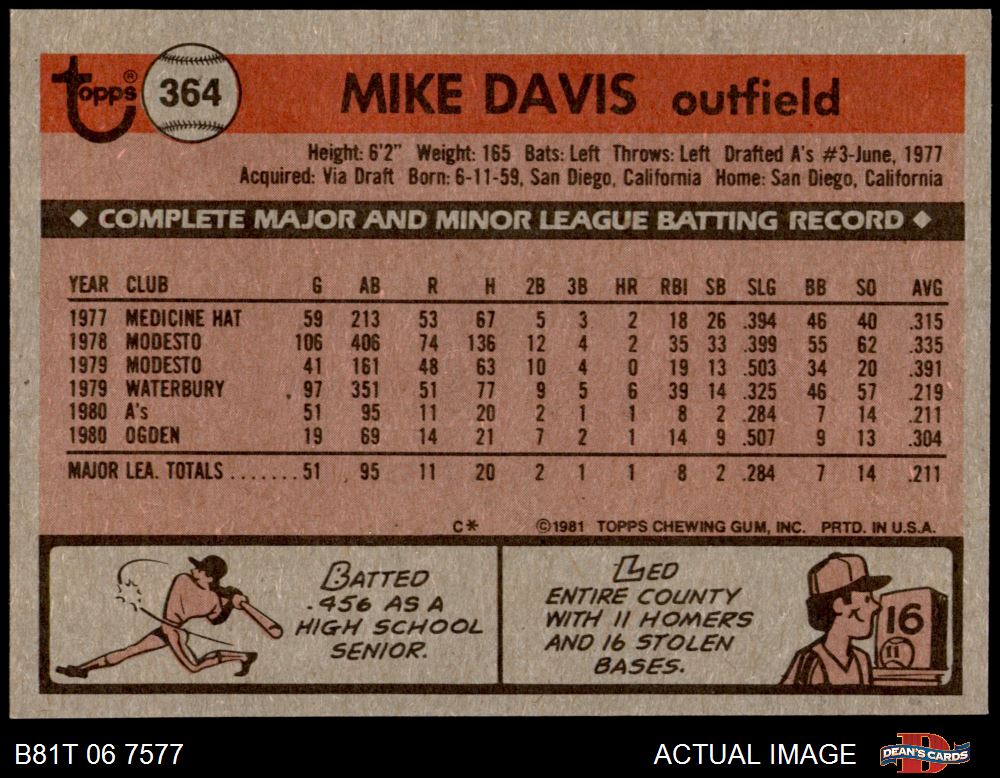 Topps® 364 MIKE DAVIS outfield
Height: 6'2" Weight: 165 Bats: Left Throws: Left Drafted A's #3-June, 1977
Acquired: Via Draft Born: 6-11-59, San Diego, California Home: San Diego, California
◆ COMPLETE MAJOR AND MINOR LEAGUE BATTING RECORD ◆
YEAR CLUB G AB R H 2B 3B HR RBI SB SLG BB SO AVG
1977 MEDICINE HAT 59 213 53 67 5 3 2 18 26 .394 46 40 .315
1978 MODESTO 106 406 74 136 12 4 2 35 33 .399 55 62 .335
1979 MODESTO 41 161 48 63 10 4 0 19 13 .503 34 20 .391
1979 WATERBURY 97 351 51 77 9 5 6 39 14 .325 46 57 .219
1980 A's 51 95 11 20 2 1 1 8 2 .284 7 14 .211
1980 OGDEN 19 69 14 21 7 2 1 14 9 .507 9 13 .304
MAJOR LEA. TOTALS ....... 51 95 11 20 2 1 1 8 2 .284 7 14 .211
C* ©1981 TOPPS CHEWING GUM, INC. PRTD. IN U.S.A.
BATTED
.456 AS A
HIGH SCHOOL
SENIOR.
LED
ENTIRE COUNTY
WITH 11 HOMERS
AND 16 STOLEN
BASES.
16
11
B81T 06 7577 ACTUAL IMAGE DEAN'S CARDS